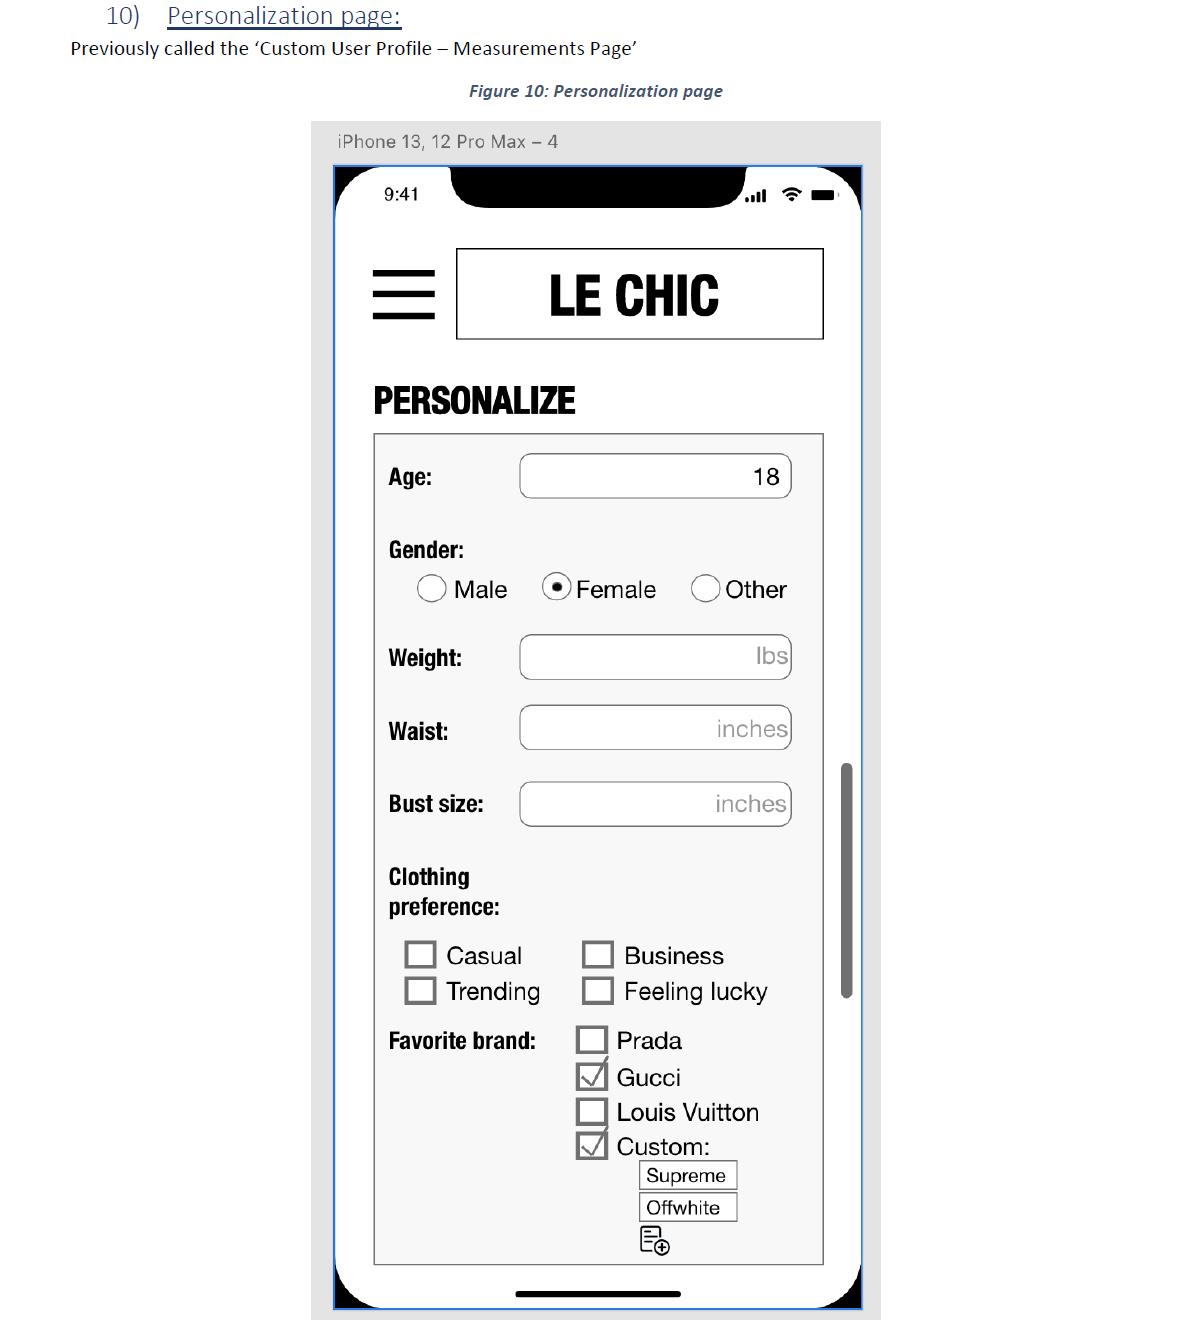 10) Personalization page:
Previously called the ‘Custom User Profile – Measurements Page’
Figure 10: Personalization page
iPhone 13, 12 Pro Max – 4
9:41
LE CHIC
PERSONALIZE
Age: 18
Gender:
Male Female Other
Weight: lbs
Waist: inches
Bust size: inches
Clothing
preference:
Casual Business
Trending Feeling lucky
Favorite brand: Prada
Gucci
Louis Vuitton
Custom:
Supreme
Offwhite